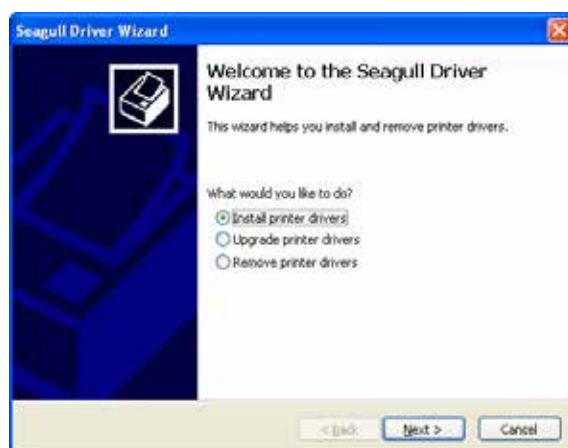 Seagull Driver Wizard
Welcome to the Seagull Driver
Wizard
This wizard helps you install and remove printer drivers.
What would you like to do?
Install printer drivers
Upgrade printer drivers
Remove printer drivers
< Back
Next >
Cancel